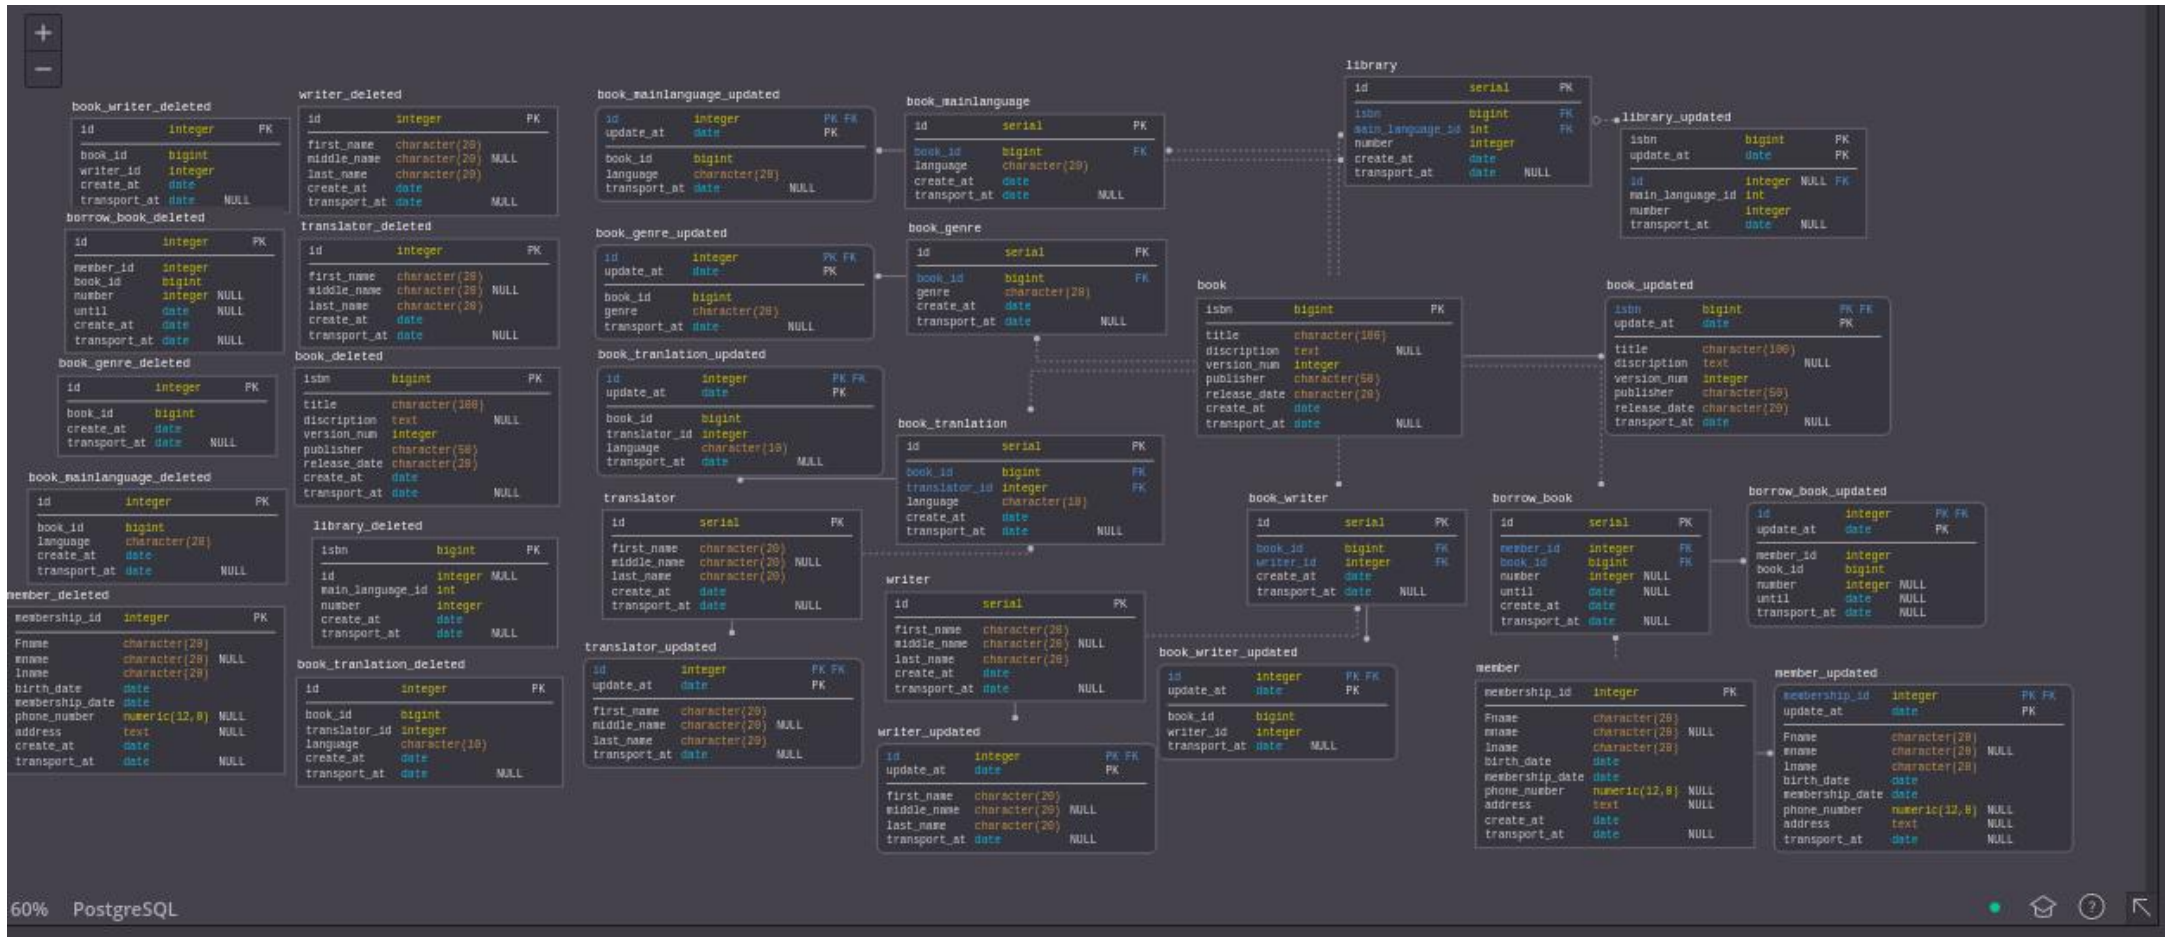 book_writer_deleted
id integer PK
book_id bigint
writer_id integer
create_at date
transport_at date NULL
borrow_book_deleted
id integer PK
member_id integer
book_id bigint
number integer NULL
until date NULL
create_at date
transport_at date NULL
book_genre_deleted
id integer PK
book_id bigint
create_at date
transport_at date NULL
book_mainlanguage_deleted
id integer PK
book_id bigint
language character(20)
create_at date
transport_at date NULL
member_deleted
membership_id integer PK
Fname character(20)
mname character(20) NULL
lname character(20)
birth_date date
membership_date date
phone_number numeric(12,0) NULL
address text NULL
create_at date
transport_at date NULL
writer_deleted
id integer PK
first_name character(20)
middle_name character(20) NULL
last_name character(20)
create_at date
transport_at date NULL
translator_deleted
id integer PK
first_name character(20)
middle_name character(20) NULL
last_name character(20)
create_at date
transport_at date NULL
book_deleted
isbn bigint PK
title character(100)
discription text NULL
version_num integer
publisher character(50)
release_date character(20)
create_at date
transport_at date NULL
library_deleted
isbn bigint PK
id integer NULL
main_language_id int
number integer
create_at date
transport_at date NULL
book_tranlation_deleted
id integer PK
book_id bigint
translator_id integer
language character(10)
create_at date
transport_at date NULL
book_mainlanguage_updated
id integer PK FK
update_at date PK
book_id bigint
language character(20)
transport_at date NULL
book_genre_updated
id integer PK FK
update_at date PK
book_id bigint
genre character(20)
transport_at date NULL
book_tranlation_updated
id integer PK FK
update_at date PK
book_id bigint
translator_id integer
language character(10)
transport_at date NULL
translator
id serial PK
first_name character(20)
middle_name character(20) NULL
last_name character(20)
create_at date
transport_at date NULL
translator_updated
id integer PK FK
update_at date PK
first_name character(20)
middle_name character(20) NULL
last_name character(20)
transport_at date NULL
book_mainlanguage
id serial PK
book_id bigint FK
language character(20)
create_at date
transport_at date NULL
book_genre
id serial PK
book_id bigint FK
genre character(20)
create_at date
transport_at date NULL
book_tranlation
id serial PK
book_id bigint FK
translator_id integer FK
language character(10)
create_at date
transport_at date NULL
writer
id serial PK
first_name character(20)
middle_name character(20) NULL
last_name character(20)
create_at date
transport_at date NULL
writer_updated
id integer PK FK
update_at date PK
first_name character(20)
middle_name character(20) NULL
last_name character(20)
transport_at date NULL
library
id serial PK
isbn bigint FK
main_language_id int FK
number integer
create_at date
transport_at date NULL
library_updated
isbn bigint PK
update_at date PK
id integer NULL FK
main_language_id int
number integer
transport_at date NULL
book
isbn bigint PK
title character(100)
discription text NULL
version_num integer
publisher character(50)
release_date character(20)
create_at date
transport_at date NULL
book_updated
isbn bigint PK FK
update_at date PK
title character(100)
discription text NULL
version_num integer
publisher character(50)
release_date character(20)
transport_at date NULL
book_writer
id serial PK
book_id bigint FK
writer_id integer FK
create_at date
transport_at date NULL
book_writer_updated
id integer PK FK
update_at date PK
book_id bigint
writer_id integer
transport_at date NULL
borrow_book
id serial PK
member_id integer FK
book_id bigint FK
number integer NULL
until date NULL
create_at date
transport_at date NULL
borrow_book_updated
id integer PK FK
update_at date PK
member_id integer
book_id bigint
number integer NULL
until date NULL
transport_at date NULL
member
membership_id integer PK
Fname character(20)
mname character(20) NULL
lname character(20)
birth_date date
membership_date date
phone_number numeric(12,0) NULL
address text NULL
create_at date
transport_at date NULL
member_updated
membership_id integer PK FK
update_at date PK
Fname character(20)
mname character(20) NULL
lname character(20)
birth_date date
membership_date date
phone_number numeric(12,0) NULL
address text NULL
transport_at date NULL
60% PostgreSQL